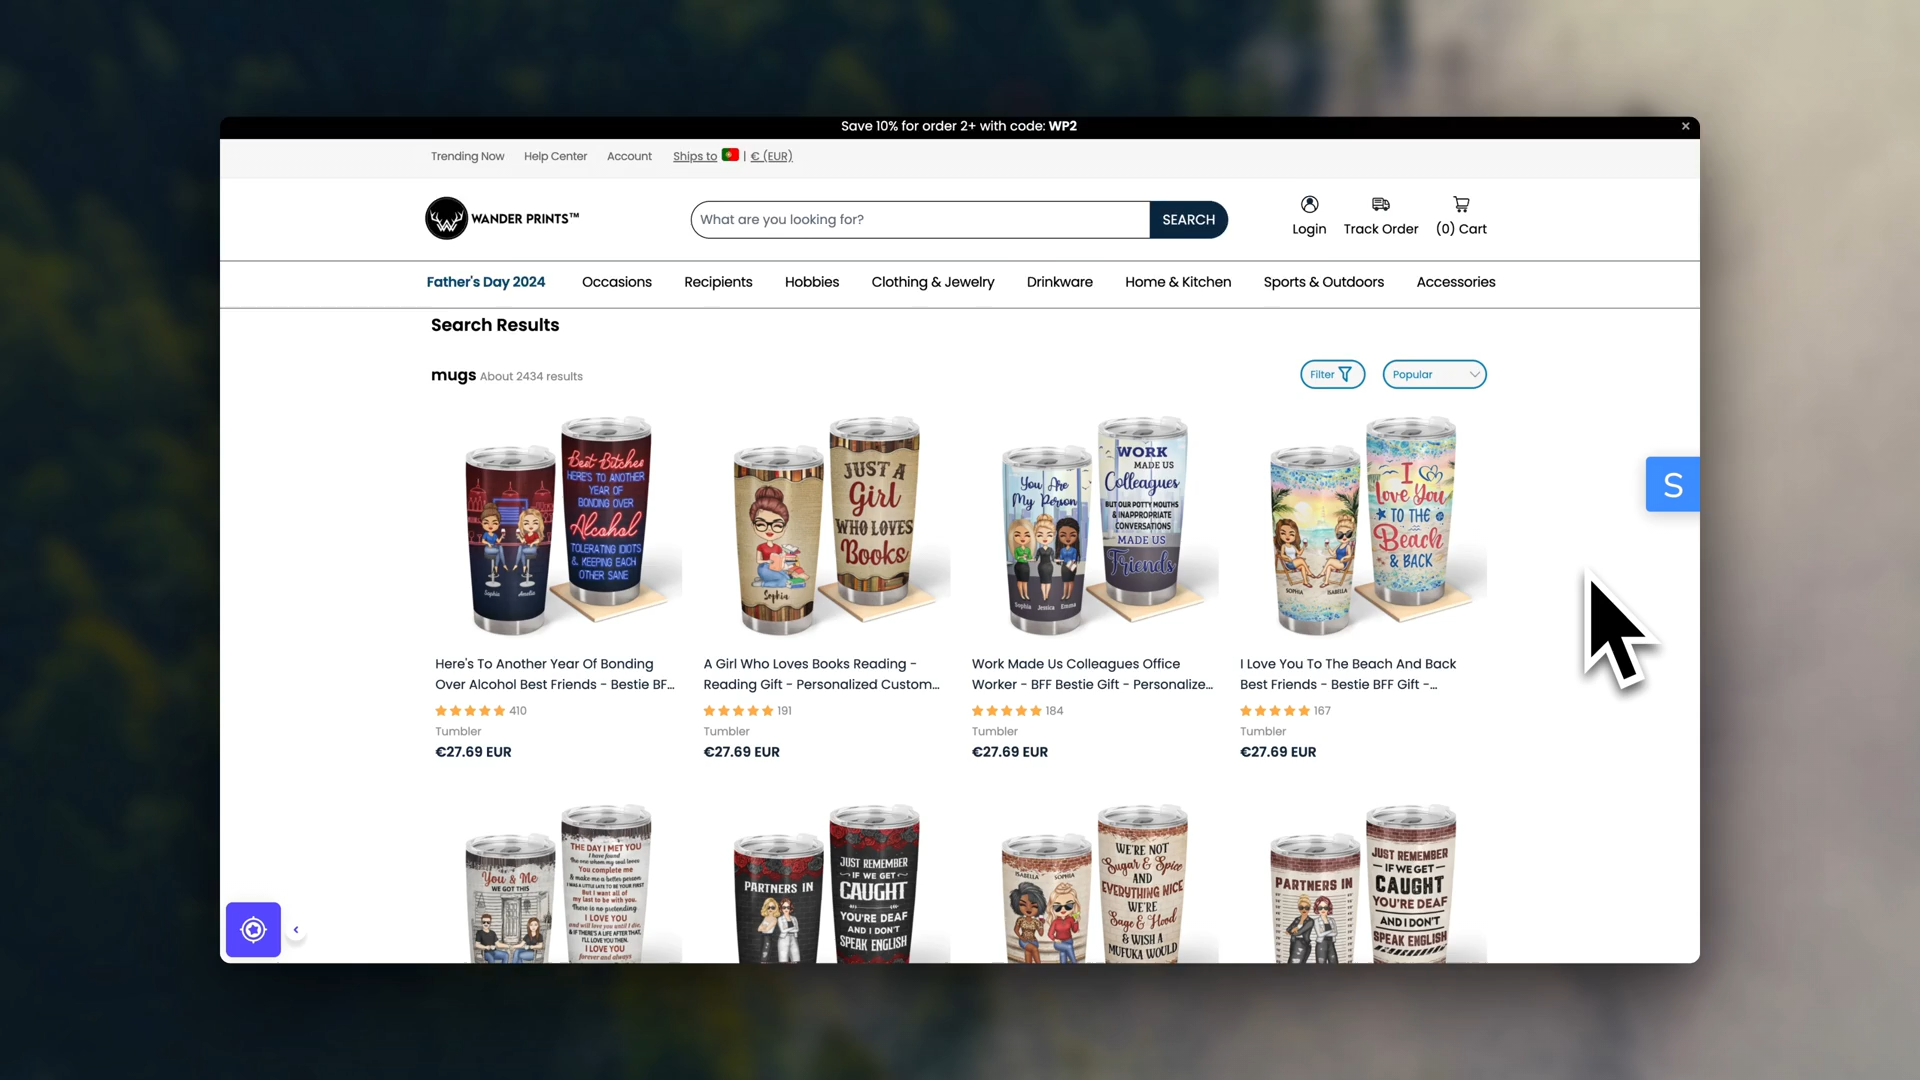 Save 10% for order 2+ with code: WP2
Trending Now Help Center Account Ships to | € (EUR)
WANDER PRINTS™
What are you looking for?
SEARCH
Login Track Order (0) Cart
Father's Day 2024 Occasions Recipients Hobbies Clothing & Jewelry Drinkware Home & Kitchen Sports & Outdoors Accessories
Search Results
mugs About 2434 results
Filter
Popular
Best Bitches
HERE'S TO ANOTHER
YEAR OF
BONDING OVER
Alcohol
TOLERATING IDIOTS
& KEEPING EACH
OTHER SANE
Sophia Amelia
JUST A
Girl
WHO LOVES
Books
Sophia
You Are
My Person
Sophia Jessica Emma
WORK
MADE US
Colleagues
BUT OUR POTTY MOUTHS
& INAPPROPRIATE
CONVERSATIONS
MADE US
Friends
SOPHIA ISABELLA
I
love You
TO THE
Beach
& BACK
S
Here's To Another Year Of Bonding
Over Alcohol Best Friends - Bestie BF...
410
Tumbler
€27.69 EUR
A Girl Who Loves Books Reading -
Reading Gift - Personalized Custom...
191
Tumbler
€27.69 EUR
Work Made Us Colleagues Office
Worker - BFF Bestie Gift - Personalize...
184
Tumbler
€27.69 EUR
I Love You To The Beach And Back
Best Friends - Bestie BFF Gift -...
167
Tumbler
€27.69 EUR
You & Me
WE GOT THIS
THE DAY I MET YOU
I have found
the one whom my soul loves
You complete me
& make me a better person
I WAS A LITTLE LATE TO BE YOUR FIRST
But I want all of
my last to be with you.
There is no pretending
I LOVE YOU
and will love you until I die,
& IF THERE'S A LIFE AFTER THAT,
I'LL LOVE YOU THEN.
I LOVE YOU
forever and always
PARTNERS IN
JUST REMEMBER
IF WE GET
CAUGHT
YOU'RE DEAF
AND I DON'T
SPEAK ENGLISH
ISABELLA SOPHIA
WE'RE NOT
Sugar & Spice
AND
EVERYTHING NICE
WE'RE
Sage & Hood
& WISH A
MUFUKA WOULD
PARTNERS IN
JUST REMEMBER
IF WE GET
CAUGHT
YOU'RE DEAF
AND I DON'T
SPEAK ENGLISH